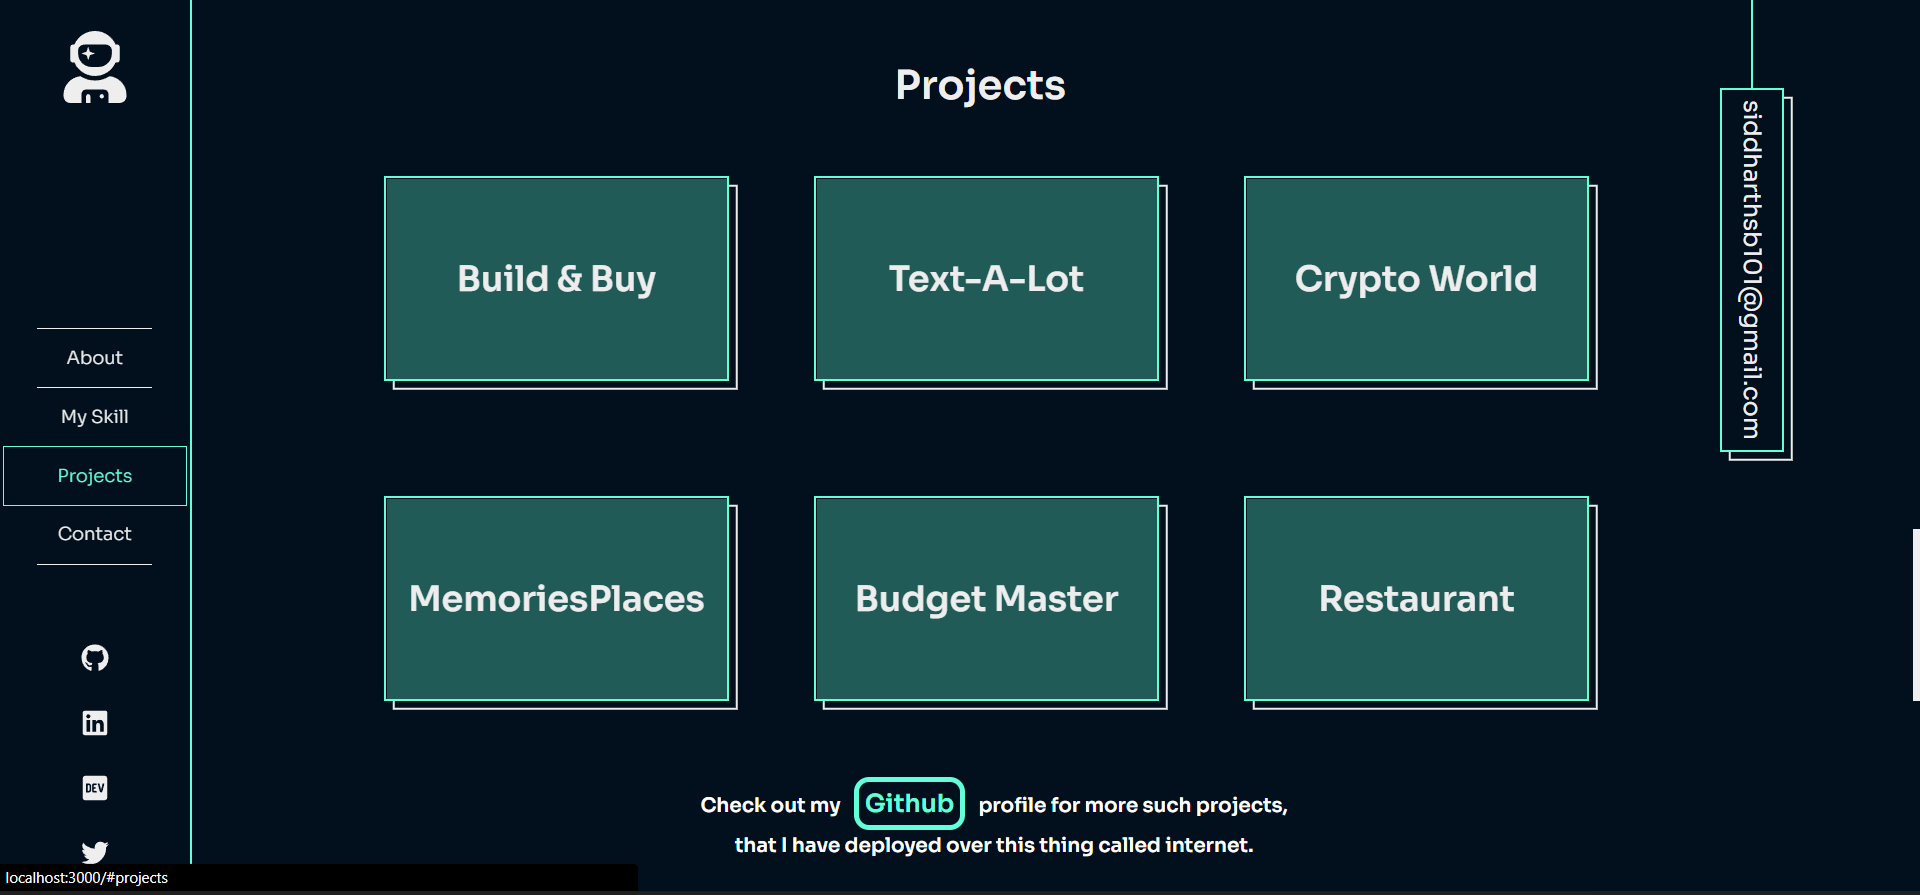 About
My Skill
Projects
Contact
DEV
localhost:3000/#projects
Projects
Build & Buy
Text-A-Lot
Crypto World
MemoriesPlaces
Budget Master
Restaurant
Check out my Github profile for more such projects,
that I have deployed over this thing called internet.
siddharthsb101@gmail.com